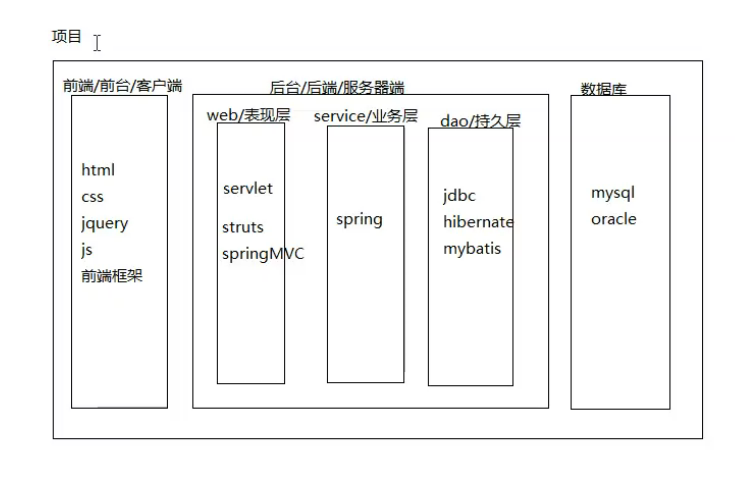 项目
前端/前台/客户端
html
css
jquery
js
前端框架
后台/后端/服务器端
web/表现层
servlet
struts
springMVC
service/业务层
spring
dao/持久层
jdbc
hibernate
mybatis
数据库
mysql
oracle